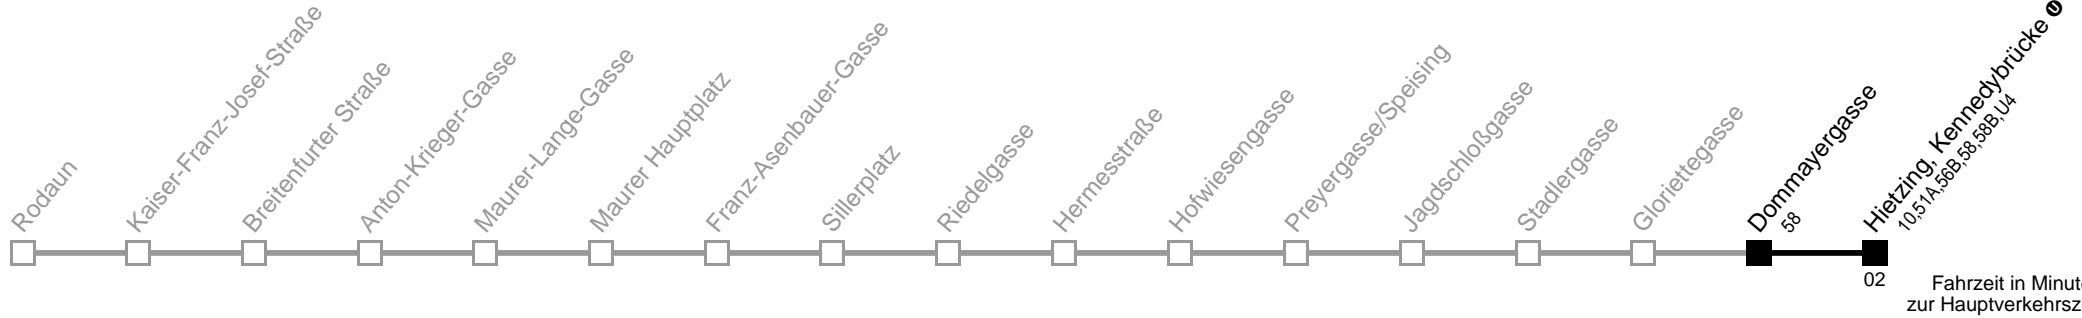 Rodaun
Kaiser-Franz-Josef-Straße
Breitenfurter Straße
Anton-Krieger-Gasse
Maurer-Lange-Gasse
Maurer Hauptplatz
Franz-Asenbauer-Gasse
Sillerplatz
Riedelgasse
Hermesstraße
Hofwiesengasse
Preyergasse/Speising
Jagdschloßgasse
Stadlergasse
Gloriettegasse
Dommayergasse
58
Hietzing, Kennedybrücke U
10,51A,56B,58,58B,U4
02
Fahrzeit in Minut
zur Hauptverkehrsz